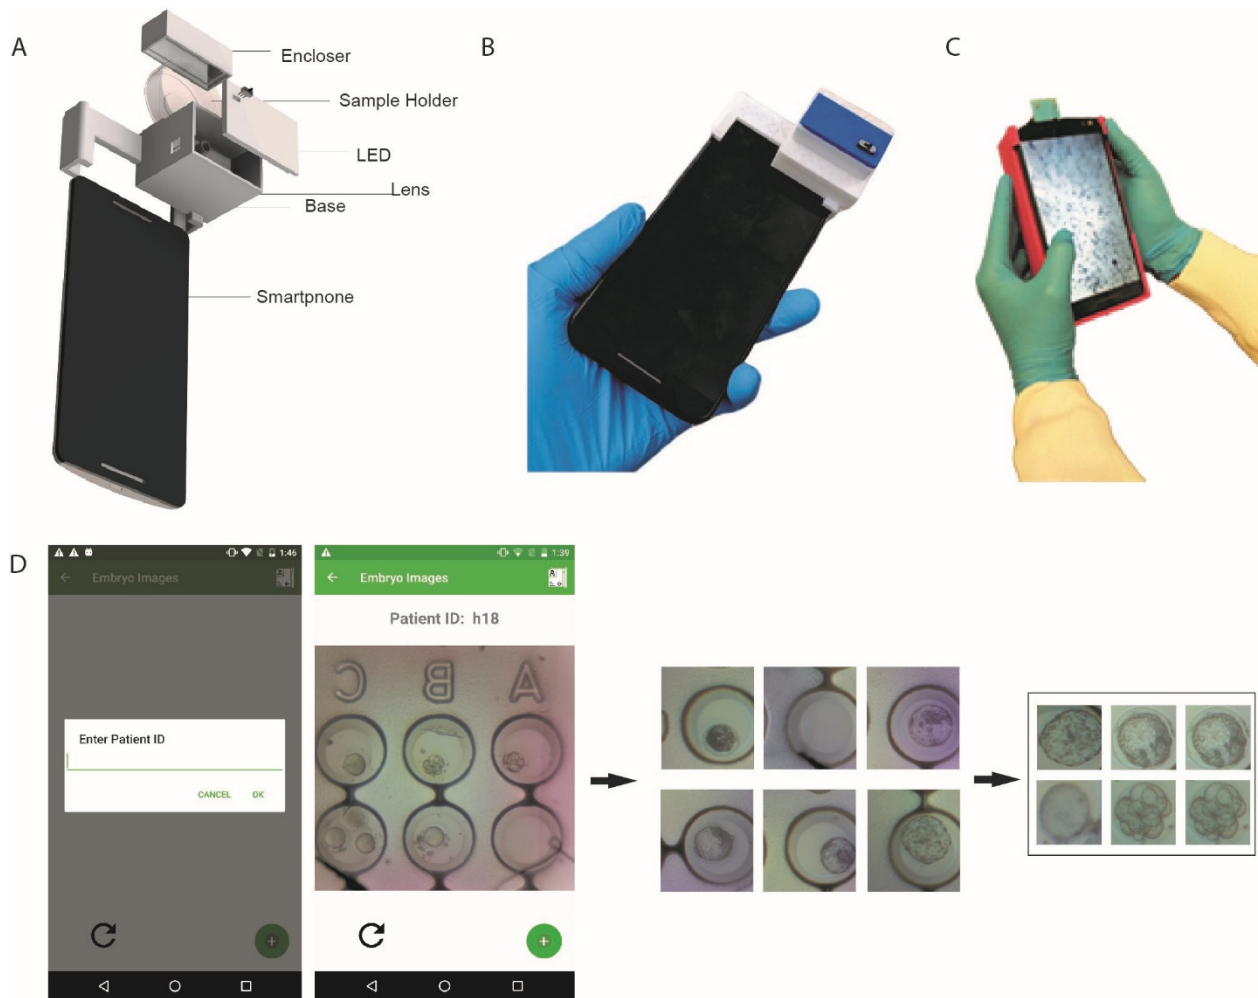 A
Encloser
Sample Holder
LED
Lens
Base
Smartpnone
B
C
D
1:46
Embryo Images
Enter Patient ID
CANCEL
OK
1:39
Embryo Images
Patient ID: h18
C B A